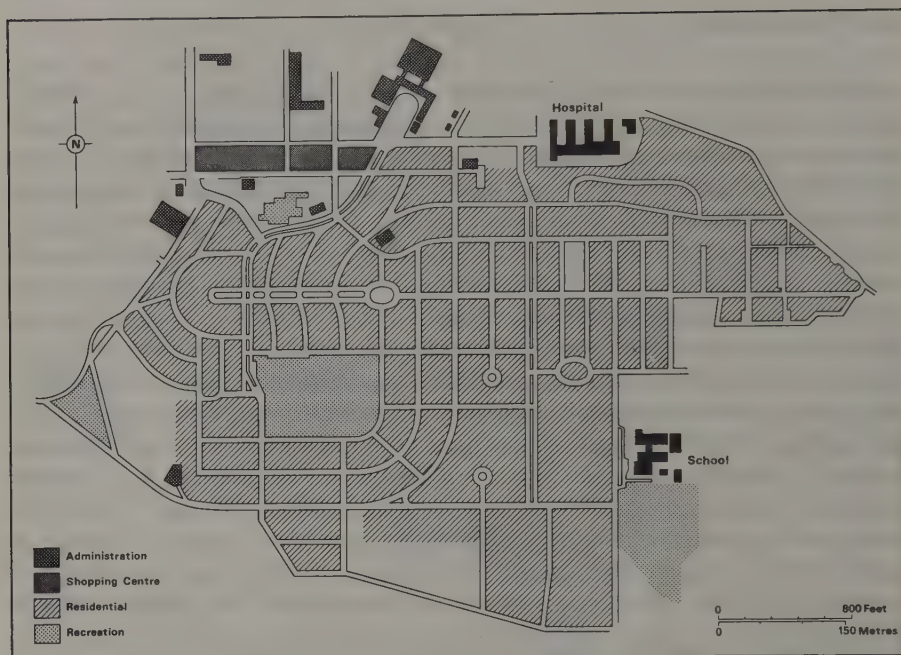 Hospital
N
School
Administration
Shopping Centre
Residential
Recreation
0 800 Feet
0 150 Metres